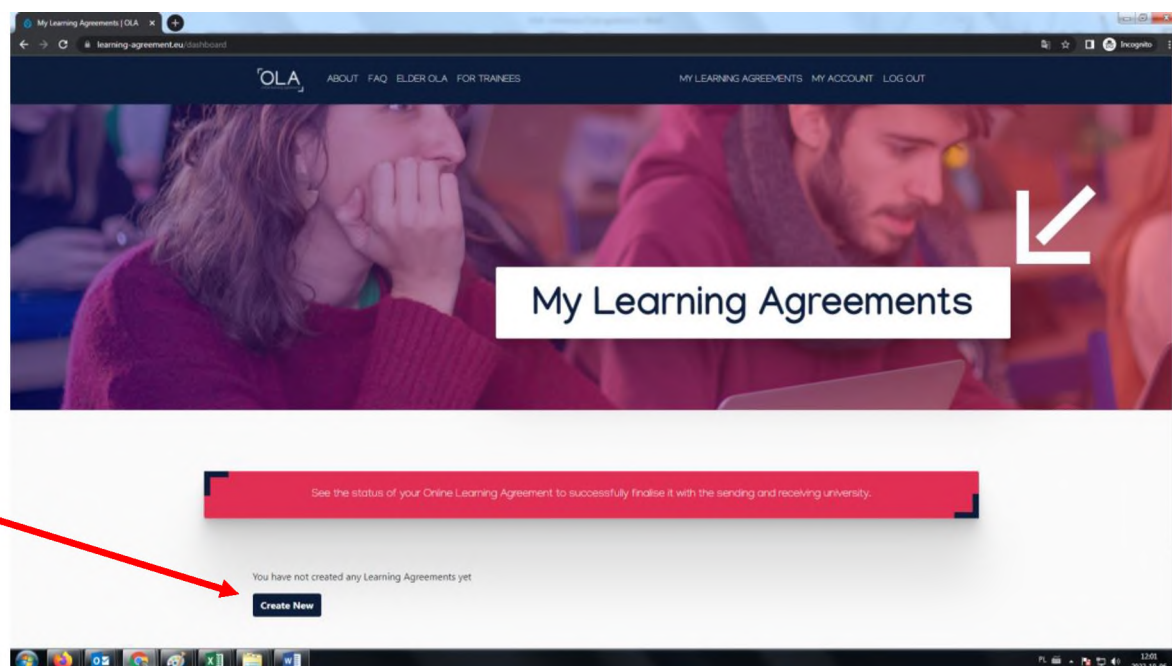 My Learning Agreements | OLA
learning-agreement.eu/dashboard
Incognito
OLA
ABOUT FAQ ELDER OLA FOR TRAINEES
MY LEARNING AGREEMENTS MY ACCOUNT LOG OUT
My Learning Agreements
See the status of your Online Learning Agreement to successfully finalise it with the sending and receiving university.
You have not created any Learning Agreements yet
Create New
PL
12:01